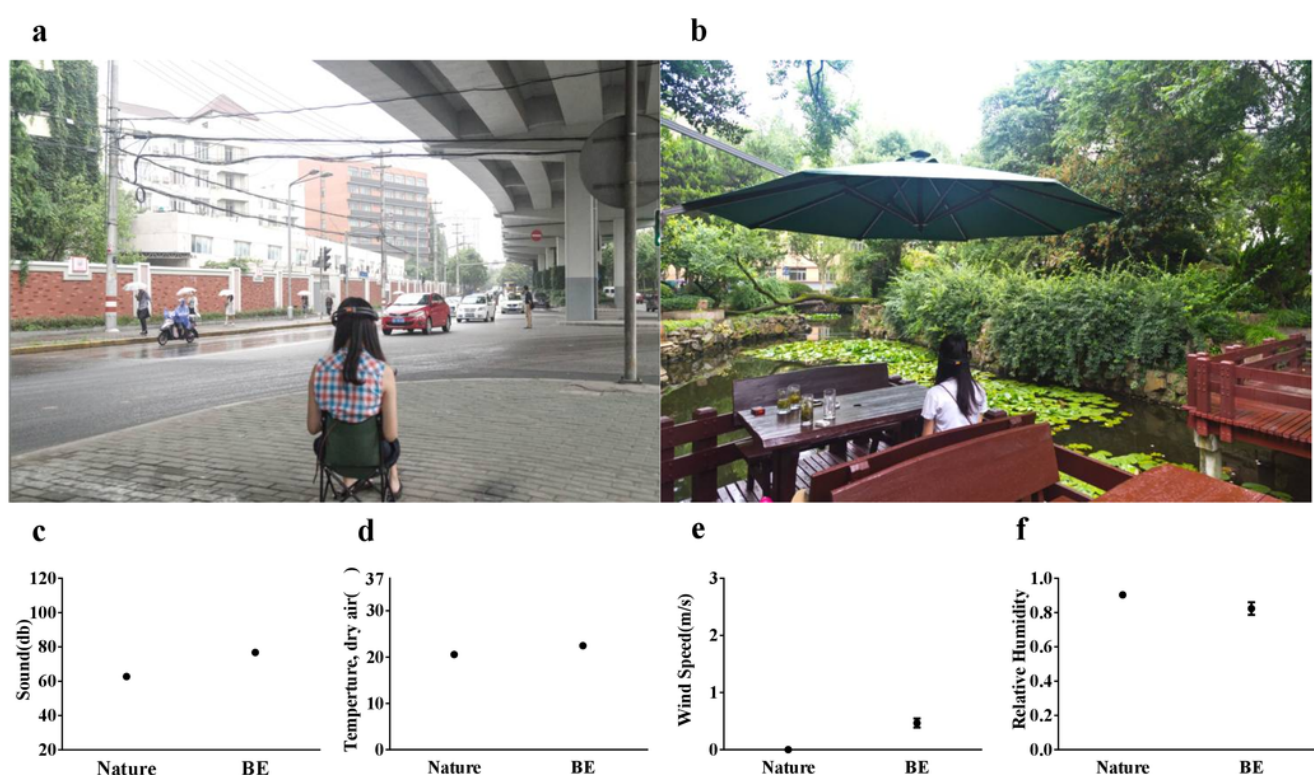 a
b
c
d
e
f
120
100
80
60
40
20
Sound(db)
Nature
BE
37
30
20
10
0
Temperture, dry air( )
Nature
BE
3
2
1
0
Wind Speed(m/s)
Nature
BE
1.0
0.8
0.6
0.4
0.2
0.0
Relative Humidity
Nature
BE